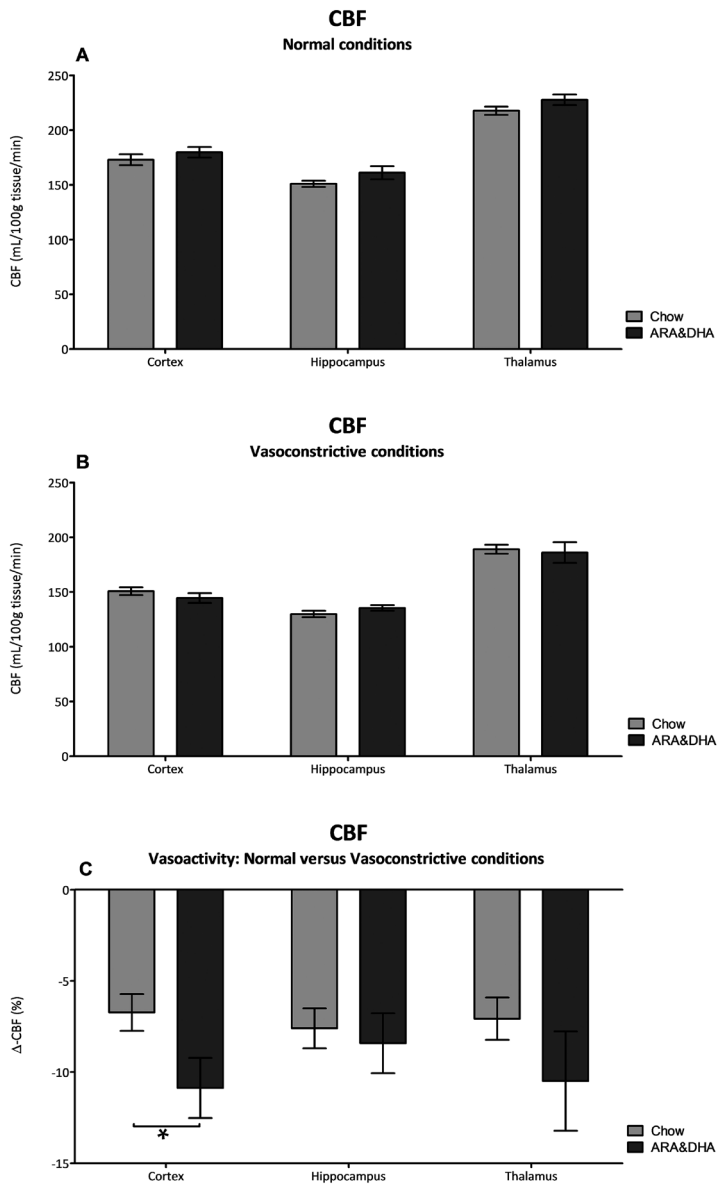 CBF
Normal conditions
A
250
200
150
100
50
0
CBF (mL/100g tissue/min)
Cortex
Hippocampus
Thalamus
Chow
ARA&DHA
CBF
Vasoconstrictive conditions
B
250
200
150
100
50
0
CBF (mL/100g tissue/min)
Cortex
Hippocampus
Thalamus
Chow
ARA&DHA
CBF
Vasoactivity: Normal versus Vasoconstrictive conditions
C
0
-5
-10
-15
Δ-CBF (%)
*
Cortex
Hippocampus
Thalamus
Chow
ARA&DHA